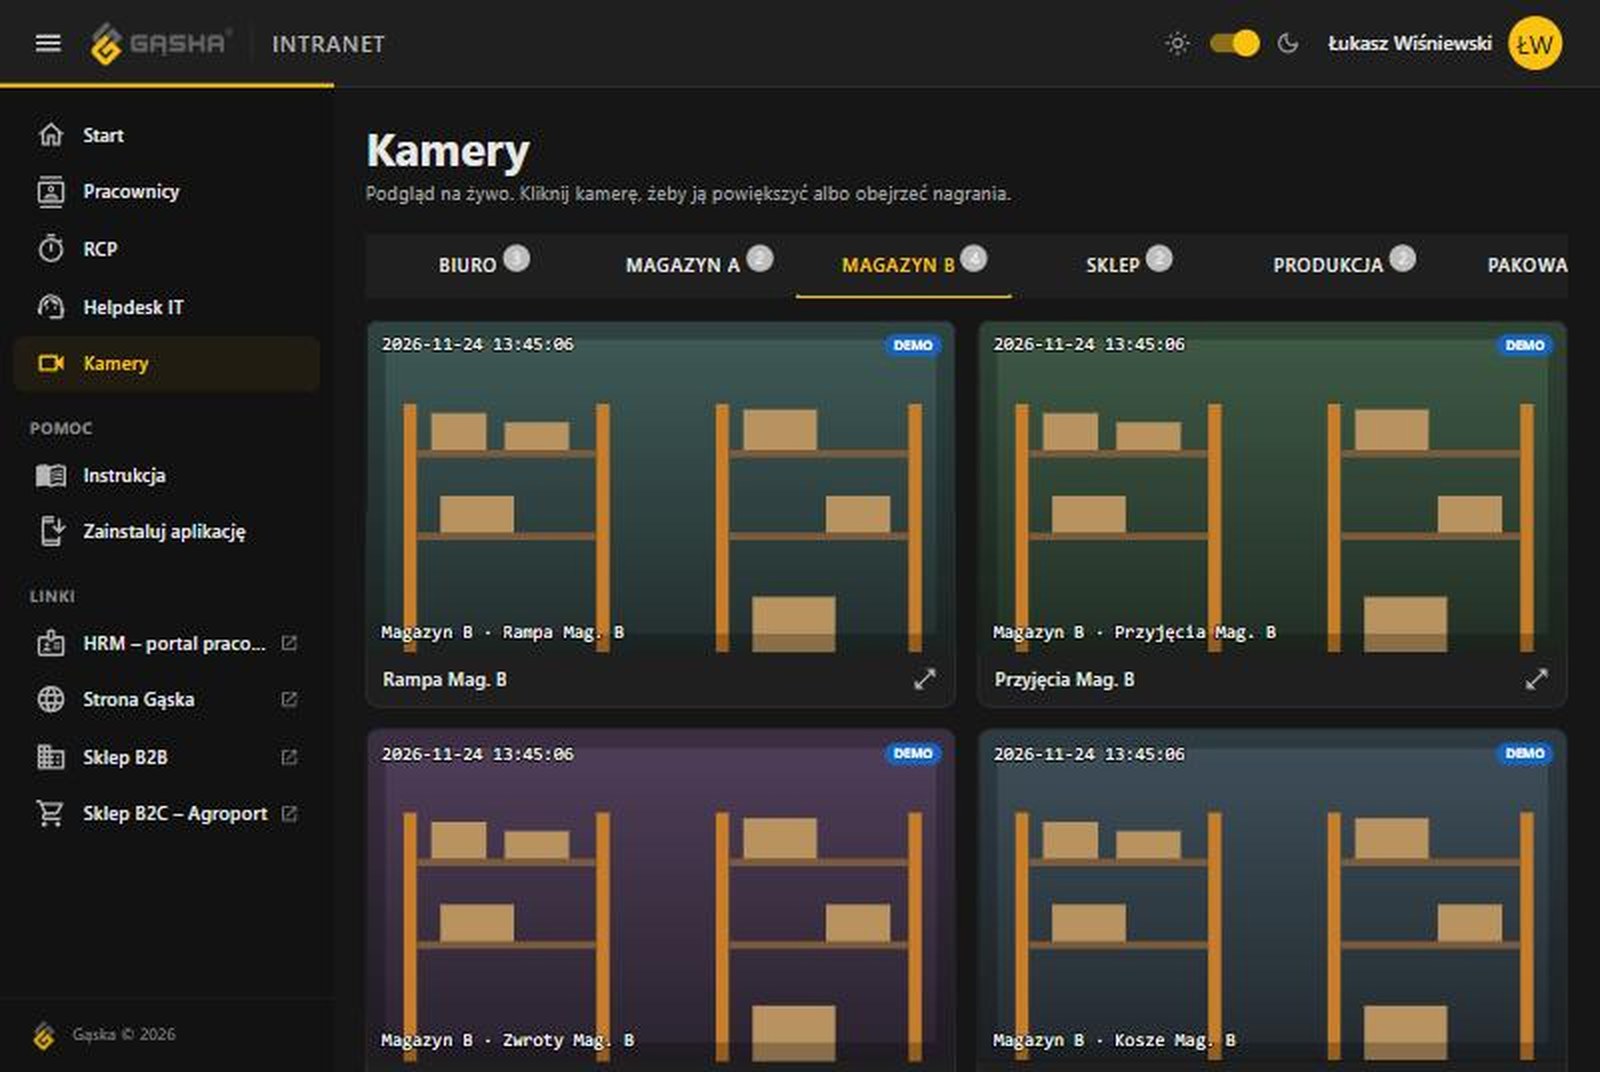 GĄSKA
INTRANET
Łukasz Wiśniewski
ŁW
Start
Pracownicy
RCP
Helpdesk IT
Kamery
POMOC
Instrukcja
Zainstaluj aplikację
LINKI
HRM – portal praco...
Strona Gąska
Sklep B2B
Sklep B2C – Agroport
Gąska © 2026
Kamery
Podgląd na żywo. Kliknij kamerę, żeby ją powiększyć albo obejrzeć nagrania.
BIURO 3
MAGAZYN A 2
MAGAZYN B 4
SKLEP
PRODUKCJA
PAKOWA
2026-11-24 13:45:06 DEMO
Magazyn B · Rampa Mag. B
Rampa Mag. B
2026-11-24 13:45:06 DEMO
Magazyn B · Przyjęcia Mag. B
Przyjęcia Mag. B
2026-11-24 13:45:06 DEMO
Magazyn B · Zwroty Mag. B
2026-11-24 13:45:06 DEMO
Magazyn B · Kosze Mag. B